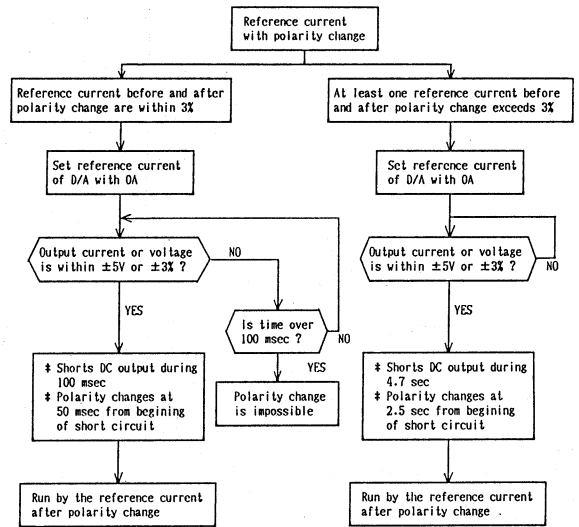 Reference current
with polarity change
Reference current before and after
polarity change are within 3%
At least one reference current before
and after polarity change exceeds 3%
Set reference current
of D/A with 0A
Set reference current
of D/A with 0A
Output current or voltage
is within ±5V or ±3% ?
NO
Output current or voltage
is within ±5V or ±3% ?
NO
YES
Is time over
100 msec ?
NO
YES
YES
‡ Shorts DC output during
100 msec
‡ Polarity changes at
50 msec from begining
of short circuit
Polarity change
is impossible
‡ Shorts DC output during
4.7 sec
‡ Polarity changes at
2.5 sec from begining
of short circuit
Run by the reference current
after polarity change
Run by the reference current
after polarity change .